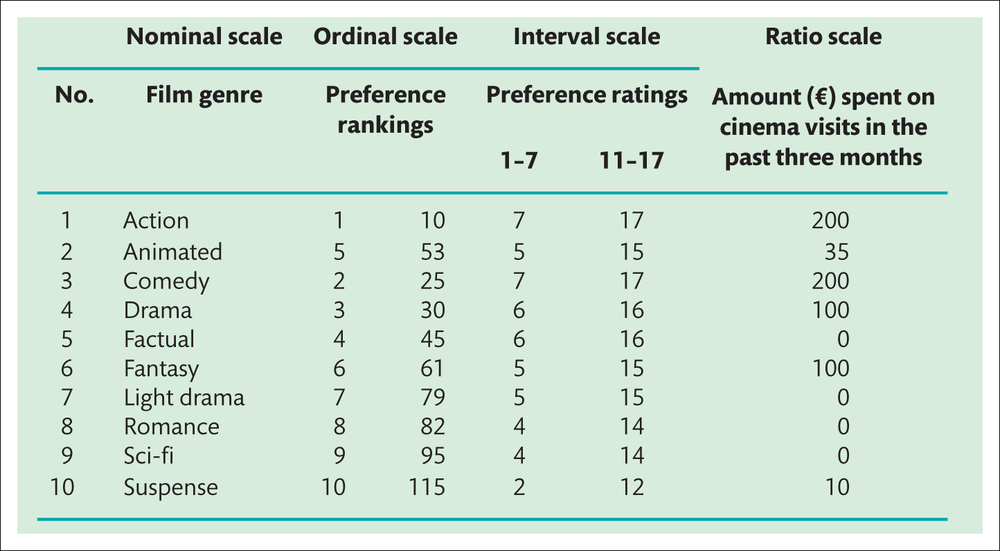 Nominal scale Ordinal scale Interval scale Ratio scale
No. Film genre Preference rankings Preference ratings Amount (€) spent on cinema visits in the past three months
1–7 11–17
1 Action 1 10 7 17 200
2 Animated 5 53 5 15 35
3 Comedy 2 25 7 17 200
4 Drama 3 30 6 16 100
5 Factual 4 45 6 16 0
6 Fantasy 6 61 5 15 100
7 Light drama 7 79 5 15 0
8 Romance 8 82 4 14 0
9 Sci-fi 9 95 4 14 0
10 Suspense 10 115 2 12 10